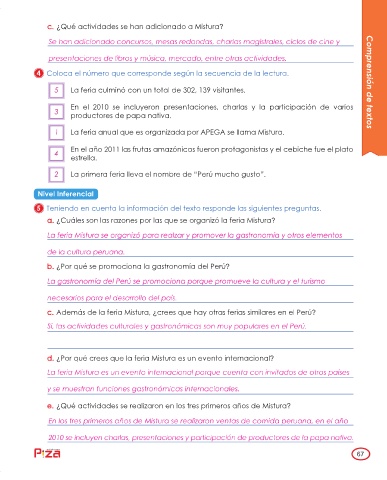 c. ¿Qué actividades se han adicionado a Mistura?
Se han adicionado concursos, mesas redondas, charlas magistrales, ciclos de cine y
presentaciones de libros y música, mercado, entre otras actividades.
4 Coloca el número que corresponde según la secuencia de la lectura.
5 La feria culminó con un total de 302, 139 visitantes.
3 En el 2010 se incluyeron presentaciones, charlas y la participación de varios
productores de papa nativa.
1 La feria anual que es organizada por APEGA se llama Mistura.
4 En el año 2011 las frutas amazónicas fueron protagonistas y el cebiche fue el plato
estrella.
2 La primera feria lleva el nombre de “Perú mucho gusto”.
Nivel Inferencial
5 Teniendo en cuenta la información del texto responde las siguientes preguntas.
a. ¿Cuáles son las razones por las que se organizó la feria Mistura?
La feria Mistura se organizó para realzar y promover la gastronomía y otros elementos
de la cultura peruana.
b. ¿Por qué se promociona la gastronomía del Perú?
La gastronomía del Perú se promociona porque promueve la cultura y el turismo
necesarios para el desarrollo del país
c. Además de la feria Mistura, ¿crees que hay otras ferias similares en el Perú?
Sí, las actividades culturales y gastronómicas son muy populares en el Perú.
d. ¿Por qué crees que la feria Mistura es un evento internacional?
La feria Mistura es un evento internacional porque cuenta con invitados de otros países
y se muestran funciones gastronómicas internacionales.
e. ¿Qué actividades se realizaron en los tres primeros años de Mistura?
En los tres primeros años de Mistura se realizaron ventas de comida peruana, en el año
2010 se incluyen charlas, presentaciones y participación de productores de la papa nativa.
Comprensión de textos
Pizza
67